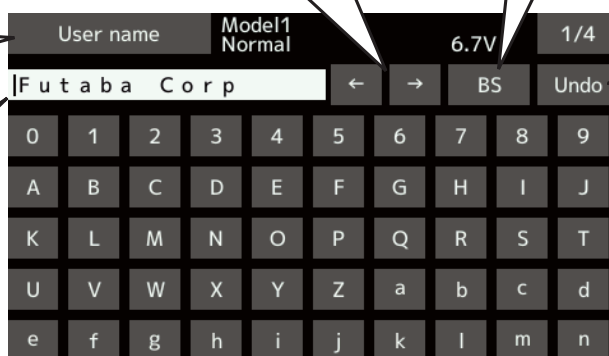 User name Model1 Normal 6.7V 1/4
Futaba Corp ← → BS Undo
0 1 2 3 4 5 6 7 8 9
A B C D E F G H I J
K L M N O P Q R S T
U V W X Y Z a b c d
e f g h i j k l m n